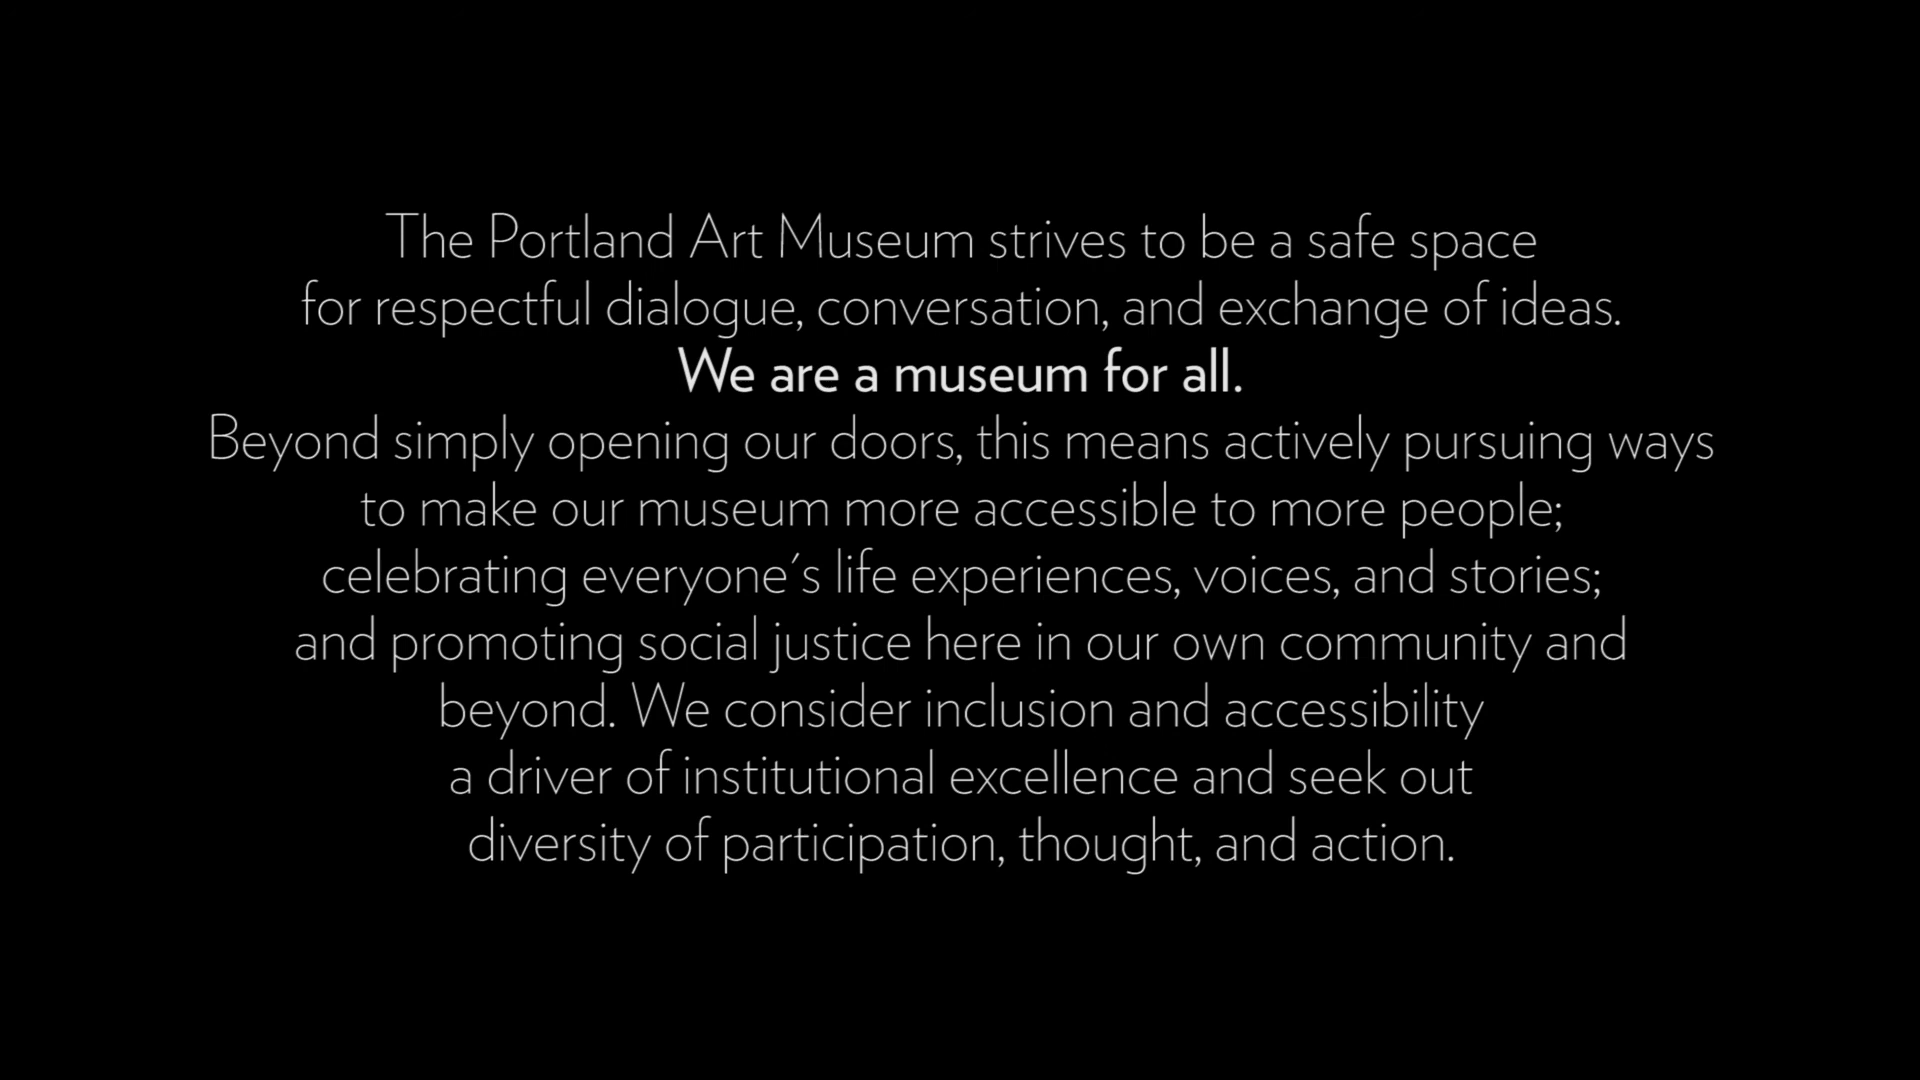 The Portland Art Museum strives to be a safe space
for respectful dialogue, conversation, and exchange of ideas.
We are a museum for all.
Beyond simply opening our doors, this means actively pursuing ways
to make our museum more accessible to more people;
celebrating everyone's life experiences, voices, and stories;
and promoting social justice here in our own community and
beyond. We consider inclusion and accessibility
a driver of institutional excellence and seek out
diversity of participation, thought, and action.